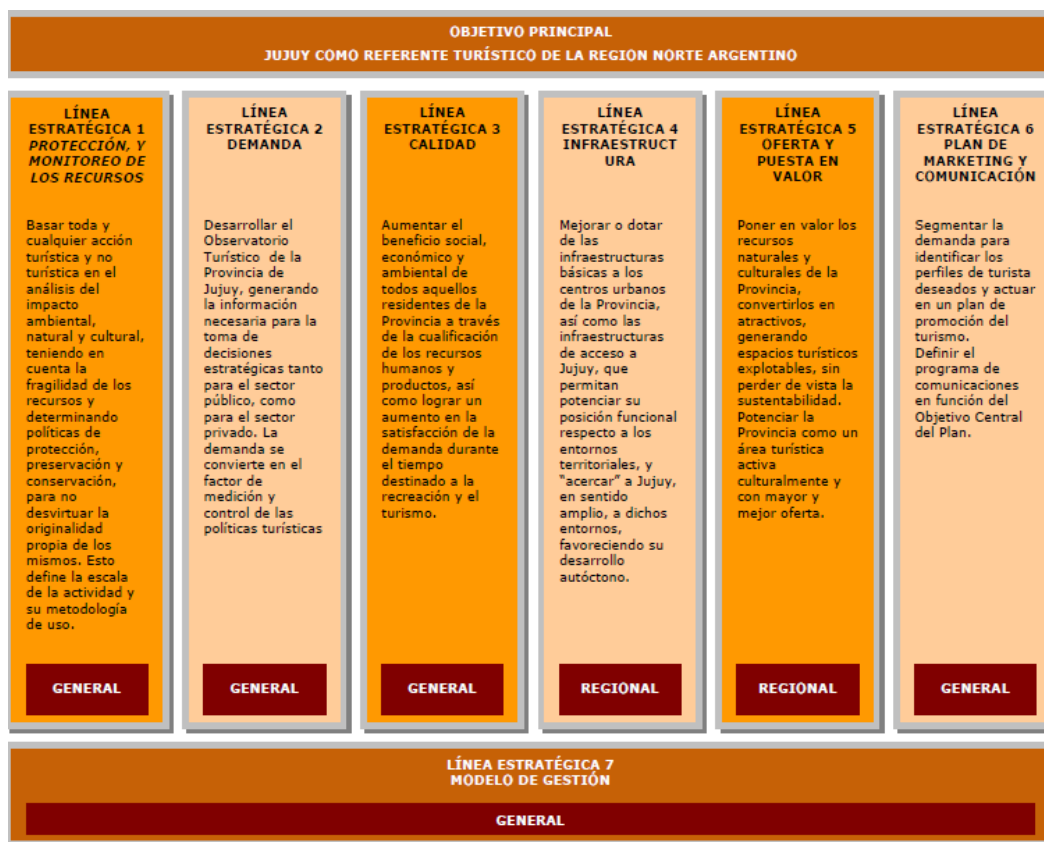 OBJETIVO PRINCIPAL
JUJUY COMO REFERENTE TURÍSTICO DE LA REGION NORTE ARGENTINO
LÍNEA
ESTRATÉGICA 1
PROTECCIÓN, Y
MONITOREO DE
LOS RECURSOS
Basar toda y
cualquier acción
turística y no
turística en el
análisis del
impacto
ambiental,
natural y cultural,
teniendo en
cuenta la
fragilidad de los
recursos y
determinando
políticas de
protección,
preservación y
conservación,
para no
desvirtuar la
originalidad
propia de los
mismos. Esto
define la escala
de la actividad y
su metodología
de uso.
GENERAL
LÍNEA
ESTRATÉGICA 2
DEMANDA
Desarrollar el
Observatorio
Turístico de la
Provincia de
Jujuy, generando
la información
necesaria para la
toma de
decisiones
estratégicas tanto
para el sector
público, como
para el sector
privado. La
demanda se
convierte en el
factor de
medición y
control de las
políticas turísticas
GENERAL
LÍNEA
ESTRATÉGICA 3
CALIDAD
Aumentar el
beneficio social,
económico y
ambiental de
todos aquellos
residentes de la
Provincia a través
de la cualificación
de los recursos
humanos y
productos, así
como lograr un
aumento en la
satisfacción de la
demanda durante
el tiempo
destinado a la
recreación y el
turismo.
GENERAL
LÍNEA
ESTRATÉGICA 4
INFRAESTRUCT
URA
Mejorar o dotar
de las
infraestructuras
básicas a los
centros urbanos
de la Provincia,
así como las
infraestructuras
de acceso a
Jujuy, que
permitan
potenciar su
posición funcional
respecto a los
entornos
territoriales, y
"acercar" a Jujuy,
en sentido
amplio, a dichos
entornos,
favoreciendo su
desarrollo
autóctono.
REGIONAL
LÍNEA
ESTRATÉGICA 5
OFERTA Y
PUESTA EN
VALOR
Poner en valor los
recursos
naturales y
culturales de la
Provincia,
convertirlos en
atractivos,
generando
espacios turísticos
explotables, sin
perder de vista la
sustentabilidad.
Potenciar la
Provincia como un
área turística
activa
culturalmente y
con mayor y
mejor oferta.
REGIONAL
LÍNEA
ESTRATÉGICA 6
PLAN DE
MARKETING Y
COMUNICACIÓN
Segmentar la
demanda para
identificar los
perfiles de turista
deseados y actuar
en un plan de
promoción del
turismo.
Definir el
programa de
comunicaciones
en función del
Objetivo Central
del Plan.
GENERAL
LÍNEA ESTRATÉGICA 7
MODELO DE GESTIÓN
GENERAL